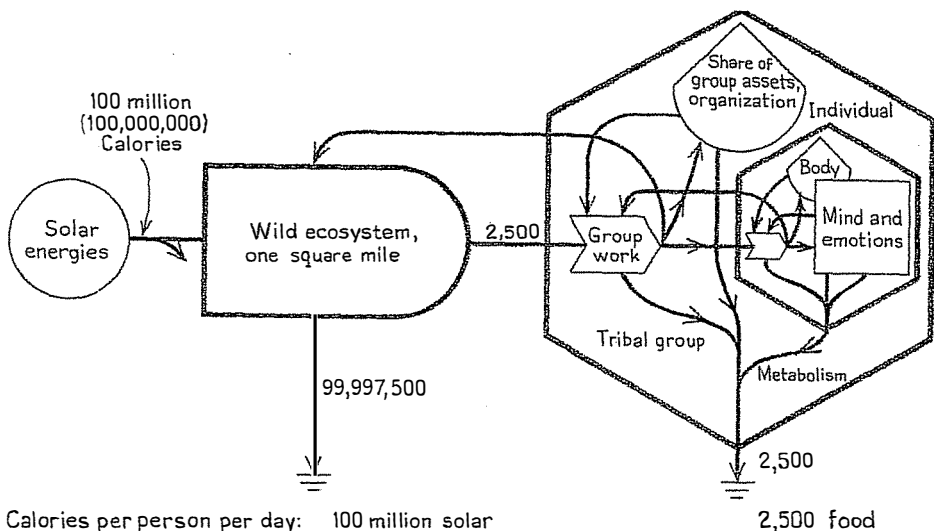 100 million
(100,000,000)
Calories
Solar
energies
Wild ecosystem,
one square mile
99,997,500
2,500
Group
work
Share of
group assets,
organization
Individual
Body
Mind and
emotions
Tribal group
Metabolism
2,500
Calories per person per day: 100 million solar 2,500 food